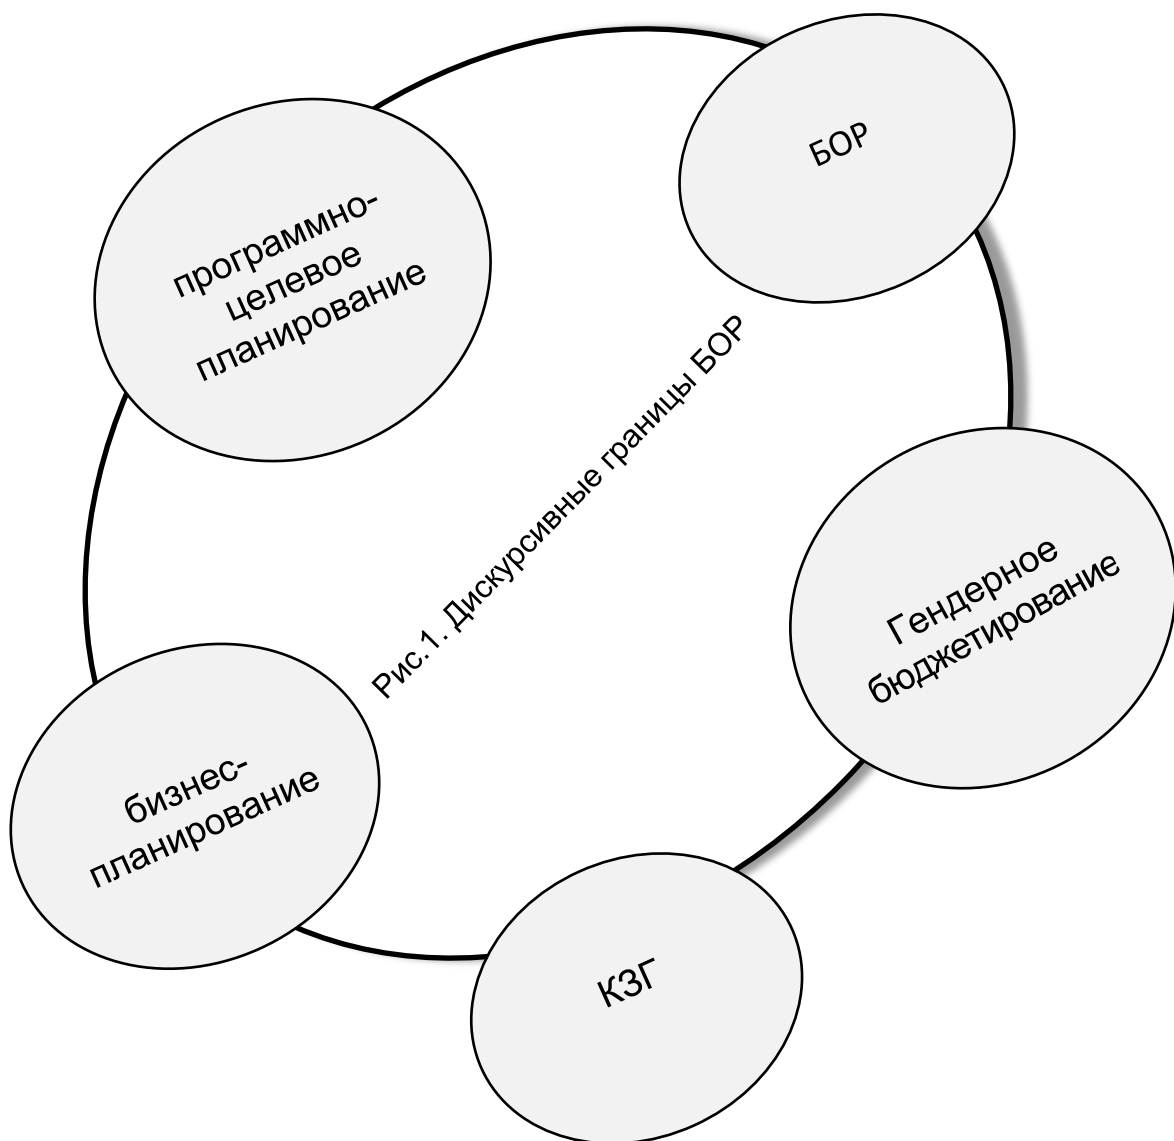 БОР
программно-
целевое
планирование
Рис.1. Дискурсивные границы БОР
Гендерное
бюджетирование
бизнес-
планирование
КЗГ